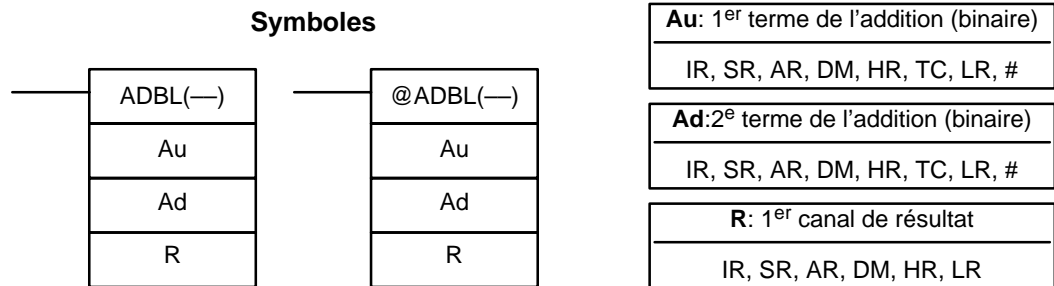 Symboles
ADBL(––)
Au
Ad
R
@ADBL(––)
Au
Ad
R
Au: 1er terme de l’addition (binaire)
IR, SR, AR, DM, HR, TC, LR, #
Ad:2e terme de l’addition (binaire)
IR, SR, AR, DM, HR, TC, LR, #
R: 1er canal de résultat
IR, SR, AR, DM, HR, LR